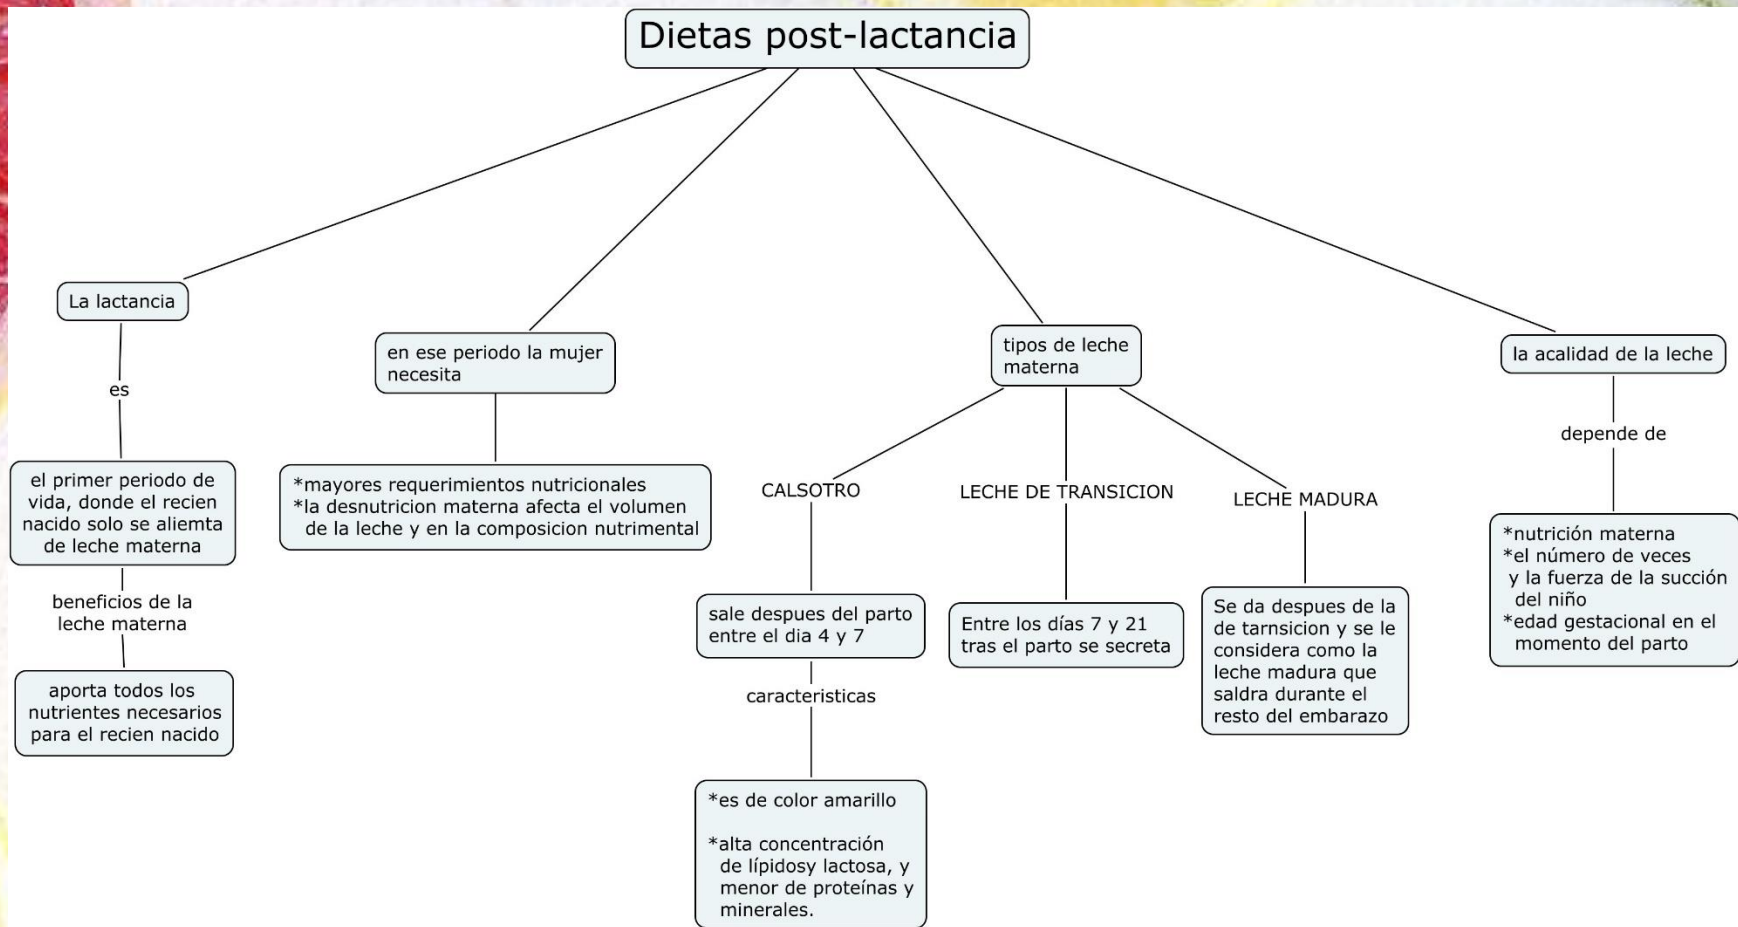 Dietas post-lactancia
La lactancia
es
el primer periodo de
vida, donde el recien
nacido solo se aliemta
de leche materna
beneficios de la
leche materna
aporta todos los
nutrientes necesarios
para el recien nacido
en ese periodo la mujer
necesita
*mayores requerimientos nutricionales
*la desnutricion materna afecta el volumen
de la leche y en la composicion nutrimental
tipos de leche
materna
CALSOTRO
sale despues del parto
entre el dia 4 y 7
caracteristicas
*es de color amarillo
*alta concentración
de lípidosy lactosa, y
menor de proteínas y
minerales.
LECHE DE TRANSICION
Entre los días 7 y 21
tras el parto se secreta
LECHE MADURA
Se da despues de la
de tarnsicion y se le
considera como la
leche madura que
saldra durante el
resto del embarazo
la acalidad de la leche
depende de
*nutrición materna
*el número de veces
y la fuerza de la succión
del niño
*edad gestacional en el
momento del parto